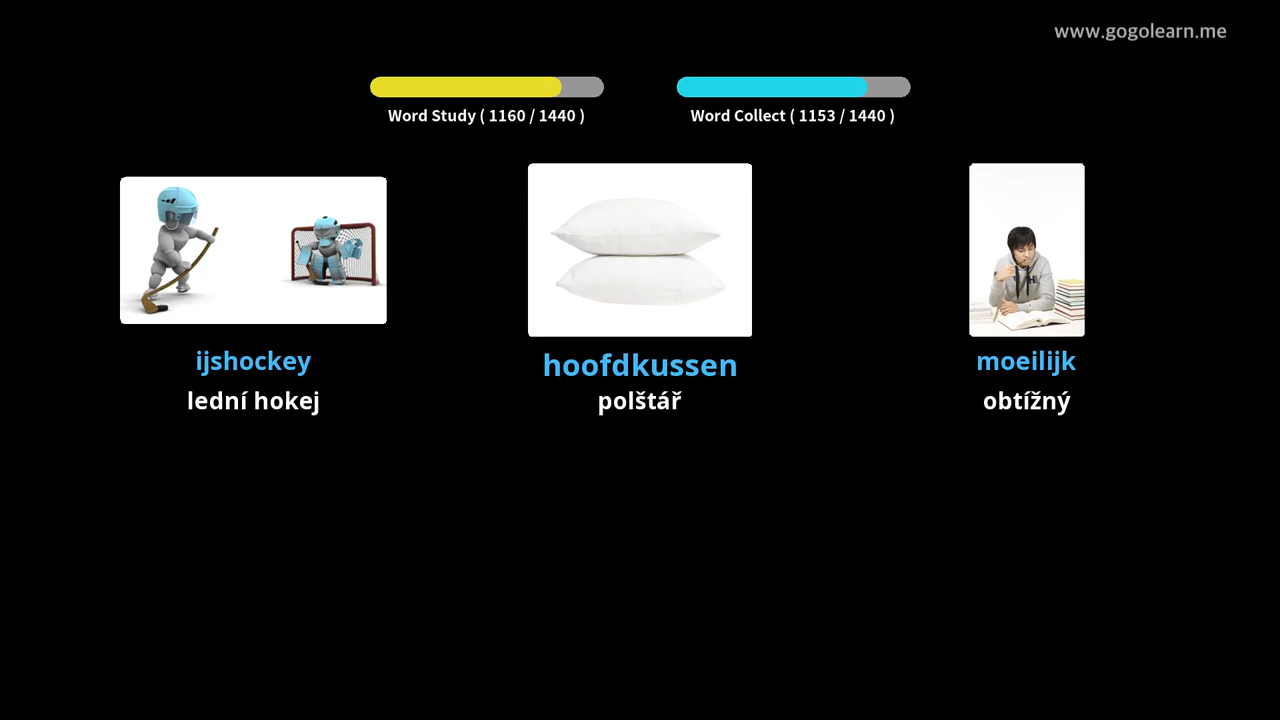 www.gogolearn.me
Word Study ( 1160 / 1440 )
Word Collect ( 1153 / 1440 )
ijshockey
lední hokej
hoofdkussen
polštář
moeilijk
obtížný